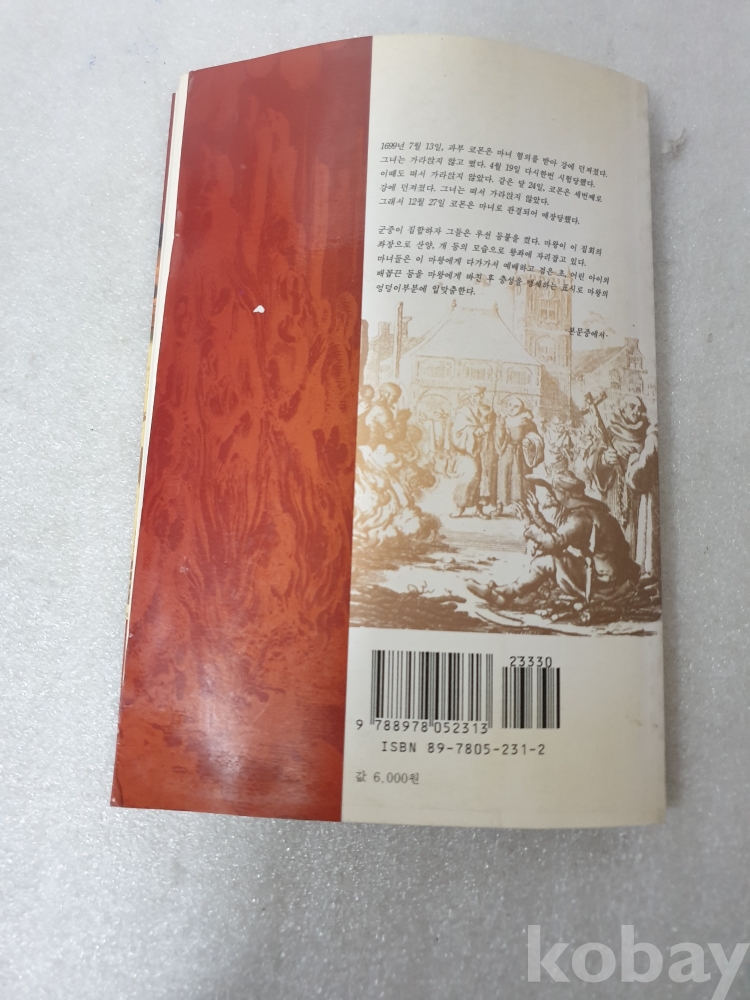 1699년 7월 13일, 과부 코몬은 마녀 혐의를 받아 강에 던져졌다.
그녀는 가라앉지 않고 떴다. 4월 19일 다시한번 시험당했다.
이때도 떠서 가라앉지 않았다. 같은 달 24일, 코몬은 세번째로
강에 던져졌다. 그녀는 떠서 가라앉지 않았다.
그래서 12월 27일 코몬은 마녀로 판결되어 매장당했다.
군중이 집합하자 그들은 우선 등불을 켰다. 마왕이 이 집회의
좌장으로 산양, 개 등의 모습으로 왕좌에 자리잡고 있다.
마녀들은 이 마왕에게 다가가서 예배하고 검은 초, 어린 아이의
배꼽끈 등을 마왕에게 바친 후 충성을 맹세하는 표시로 마왕의
엉덩이부분에 입맞춤한다.
-본문중에서-
23330
9 788978 052313
ISBN 89-7805-231-2
값 6,000원
kobay